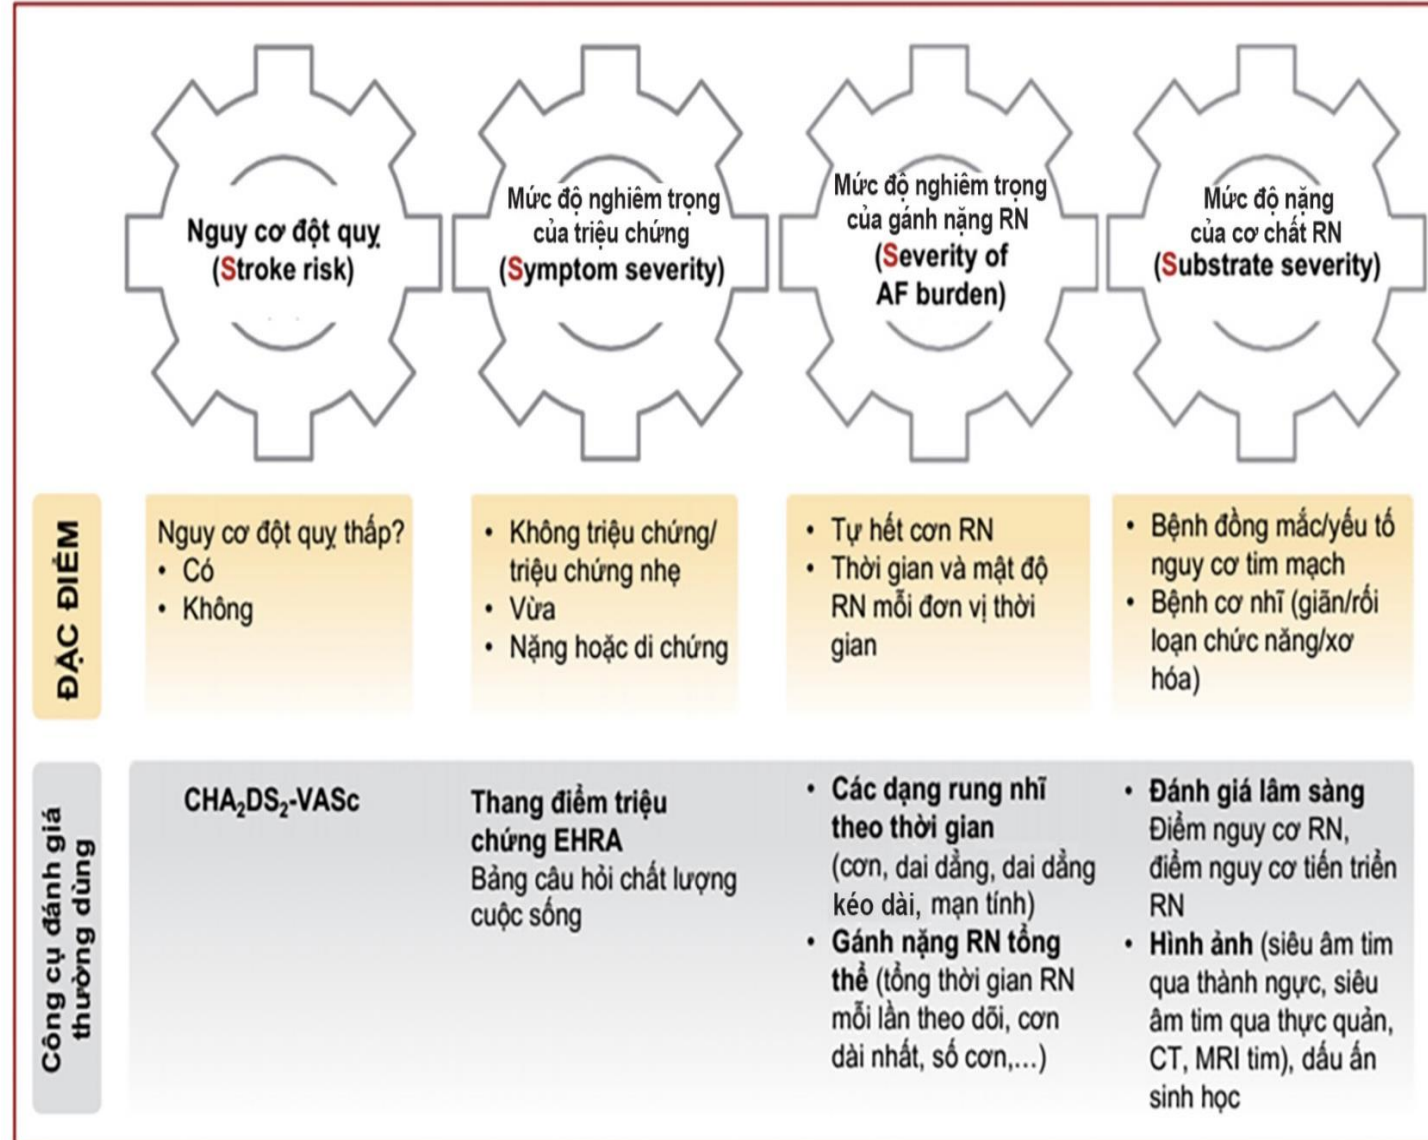 Nguy cơ đột quỵ
(Stroke risk)
Mức độ nghiêm trọng
của triệu chứng
(Symptom severity)
Mức độ nghiêm trọng
của gánh nặng RN
(Severity of
AF burden)
Mức độ nặng
của cơ chất RN
(Substrate severity)
ĐẶC ĐIỂM
Nguy cơ đột quỵ thấp?
• Có
• Không
• Không triệu chứng/
triệu chứng nhẹ
• Vừa
• Nặng hoặc di chứng
• Tự hết cơn RN
• Thời gian và mật độ
RN mỗi đơn vị thời
gian
• Bệnh đồng mắc/yếu tố
nguy cơ tim mạch
• Bệnh cơ nhĩ (giãn/rối
loạn chức năng/xơ
hóa)
Công cụ đánh giá
thường dùng
CHA₂DS₂-VASc
Thang điểm triệu
chứng EHRA
Bảng câu hỏi chất lượng
cuộc sống
• Các dạng rung nhĩ
theo thời gian
(cơn, dai dẳng, dai dẳng
kéo dài, mạn tính)
• Gánh nặng RN tổng
thể (tổng thời gian RN
mỗi lần theo dõi, cơn
dài nhất, số cơn,...)
• Đánh giá lâm sàng
Điểm nguy cơ RN,
điểm nguy cơ tiến triển
RN
• Hình ảnh (siêu âm tim
qua thành ngực, siêu
âm tim qua thực quản,
CT, MRI tim), dấu ấn
sinh học